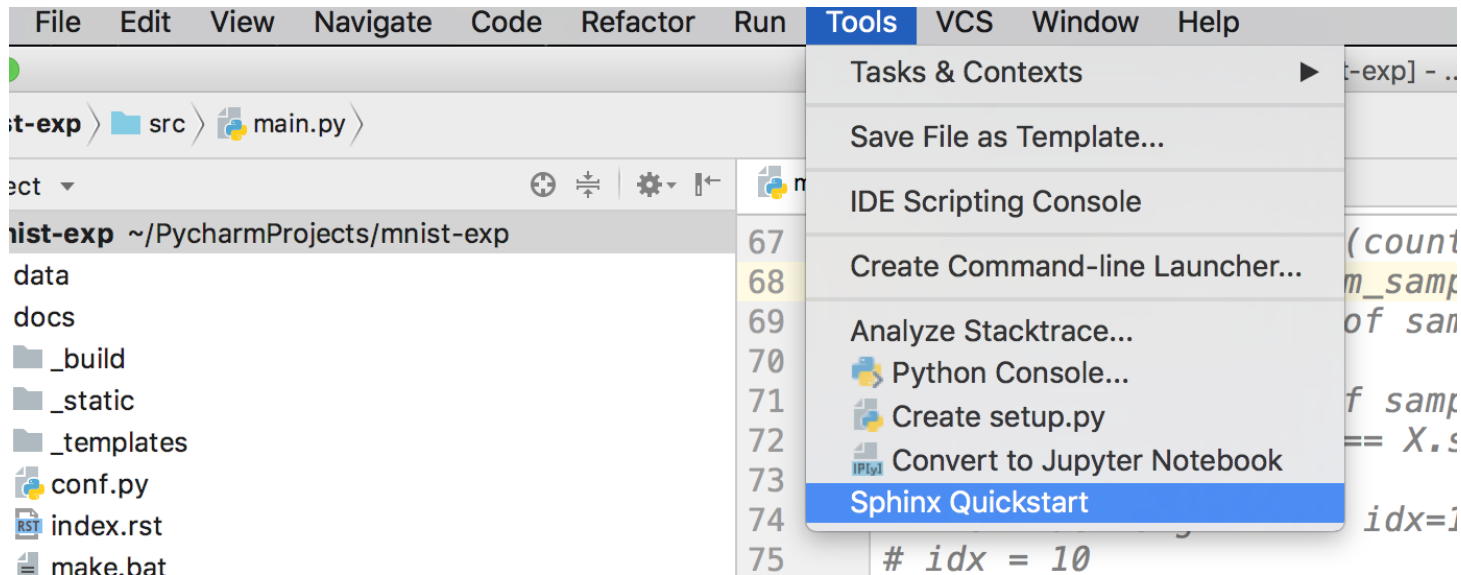 File Edit View Navigate Code Refactor Run Tools VCS Window Help
Tasks & Contexts
t-exp] - ..
st-exp src main.py
Save File as Template...
ect
IDE Scripting Console
nist-exp ~/PycharmProjects/mnist-exp
67 (count
Create Command-line Launcher...
data
68 m_samp
docs
69 of sam
Analyze Stacktrace...
_build
70
Python Console...
_static
71 f samp
Create setup.py
_templates
72 == X.s
Convert to Jupyter Notebook
IP[y]
conf.py
73
Sphinx Quickstart
RST index.rst
74 idx=1
make.bat
75 # idx = 10